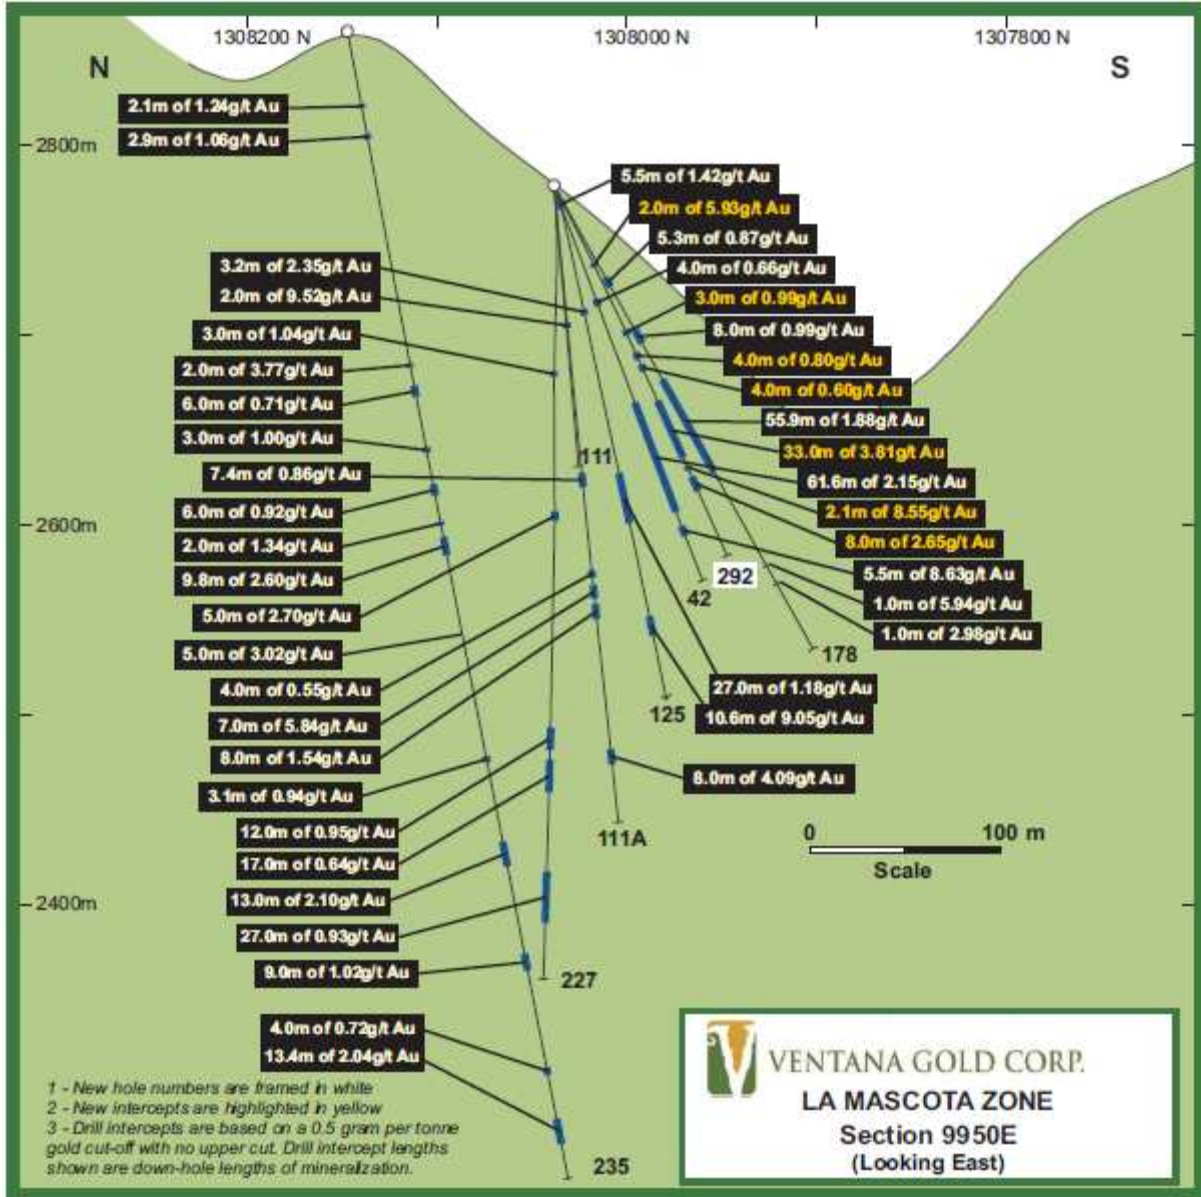 1308200 N
1308000 N
1307800 N
N
S
2800m
2600m
2400m
2.1m of 1.24g/t Au
2.9m of 1.06g/t Au
3.2m of 2.35g/t Au
2.0m of 9.52g/t Au
3.0m of 1.04g/t Au
2.0m of 3.77g/t Au
6.0m of 0.71g/t Au
3.0m of 1.00g/t Au
7.4m of 0.86g/t Au
6.0m of 0.92g/t Au
2.0m of 1.34g/t Au
9.8m of 2.60g/t Au
5.0m of 2.70g/t Au
5.0m of 3.02g/t Au
4.0m of 0.55g/t Au
7.0m of 5.84g/t Au
8.0m of 1.54g/t Au
3.1m of 0.94g/t Au
12.0m of 0.95g/t Au
17.0m of 0.64g/t Au
13.0m of 2.10g/t Au
27.0m of 0.93g/t Au
9.0m of 1.02g/t Au
4.0m of 0.72g/t Au
13.4m of 2.04g/t Au
5.5m of 1.42g/t Au
2.0m of 5.93g/t Au
5.3m of 0.87g/t Au
4.0m of 0.66g/t Au
3.0m of 0.99g/t Au
8.0m of 0.99g/t Au
4.0m of 0.80g/t Au
4.0m of 0.60g/t Au
55.9m of 1.88g/t Au
33.0m of 3.81g/t Au
61.6m of 2.15g/t Au
2.1m of 8.55g/t Au
8.0m of 2.65g/t Au
5.5m of 8.63g/t Au
1.0m of 5.94g/t Au
1.0m of 2.98g/t Au
27.0m of 1.18g/t Au
10.6m of 9.05g/t Au
8.0m of 4.09g/t Au
111
292
42
178
125
111A
227
235
0 100 m
Scale
1 - New hole numbers are framed in white
2 - New intercepts are highlighted in yellow
3 - Drill intercepts are based on a 0.5 gram per tonne
gold cut-off with no upper cut. Drill intercept lengths
shown are down-hole lengths of mineralization.
VENTANA GOLD CORP.
LA MASCOTA ZONE
Section 9950E
(Looking East)